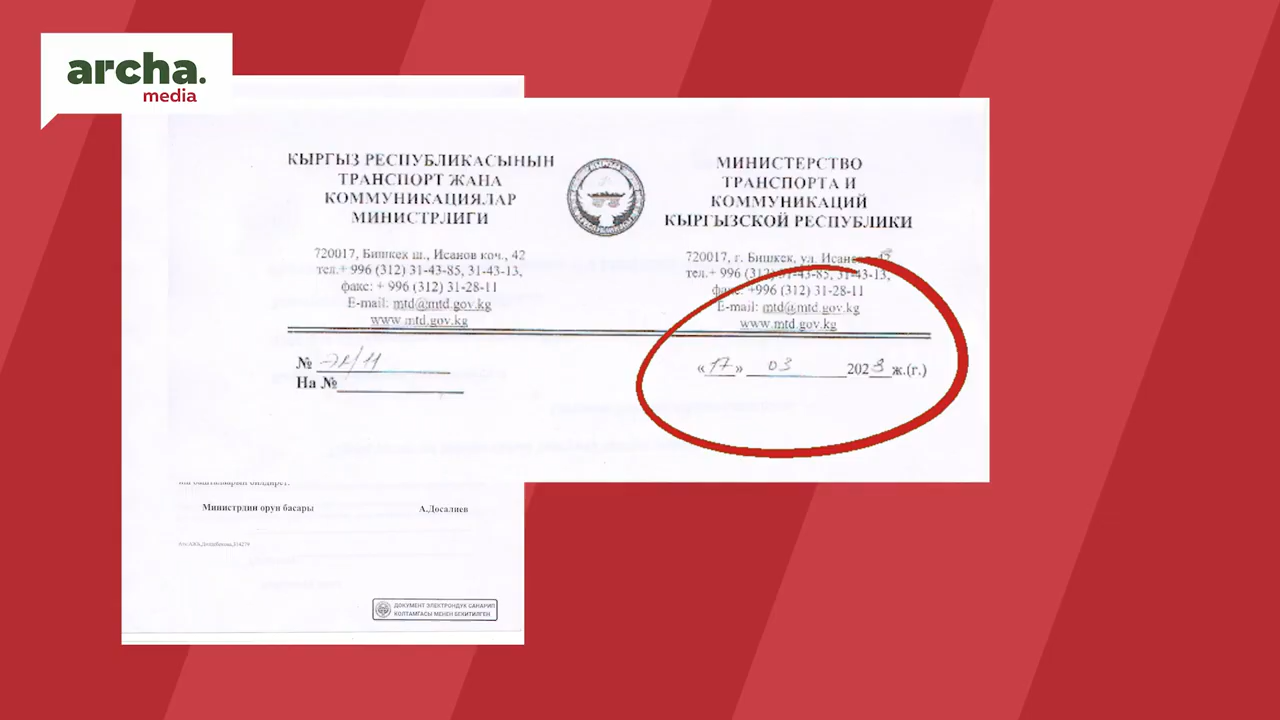 archa.
media
КЫРГЫЗ РЕСПУБЛИКАСЫНЫН
ТРАНСПОРТ ЖАНА
КОММУНИКАЦИЯЛАР
МИНИСТРЛИГИ
720017, Бишкек ш., Исанов көч., 42
тел.+ 996 (312) 31-43-85, 31-43-13,
факс: + 996 (312) 31-28-11
E-mail: mtd@mtd.gov.kg
www.mtd.gov.kg
№
На №
МИНИСТЕРСТВО
ТРАНСПОРТА И
КОММУНИКАЦИЙ
КЫРГЫЗСКОЙ РЕСПУБЛИКИ
720017, г. Бишкек, ул. Исанова, 42
тел.+ 996 (312) 31-43-85, 31-43-13,
факс: +996 (312) 31-28-11
E-mail: mtd@mtd.gov.kg
www.mtd.gov.kg
«17» 03 2023 ж.(г.)
билдирет.
Министрдин орун басары А.Досалиев
ДОКУМЕНТ ЭЛЕКТРОНДУК САНАРИП
КОЛТАМГАСЫ МЕНЕН БЕКИТИЛГЕН